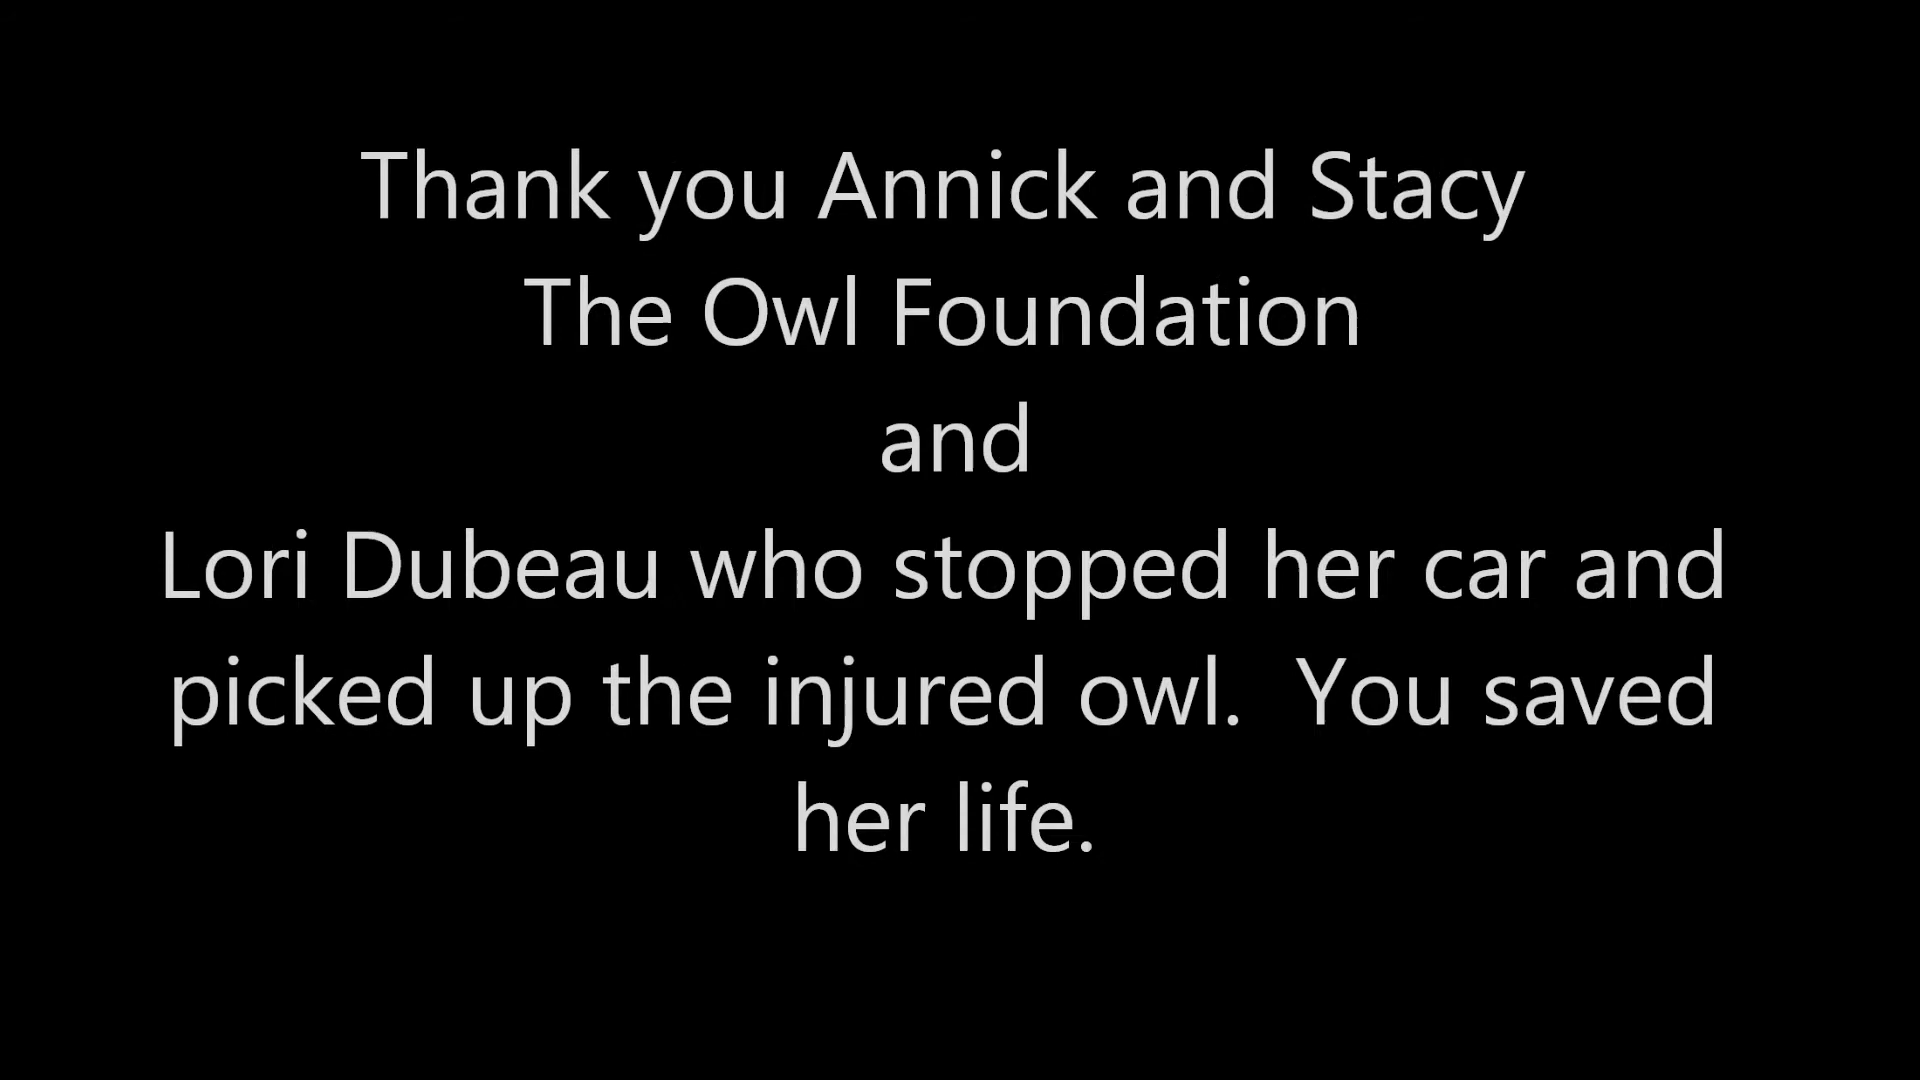 Thank you Annick and Stacy
The Owl Foundation
and
Lori Dubeau who stopped her car and
picked up the injured owl.  You saved
her life.